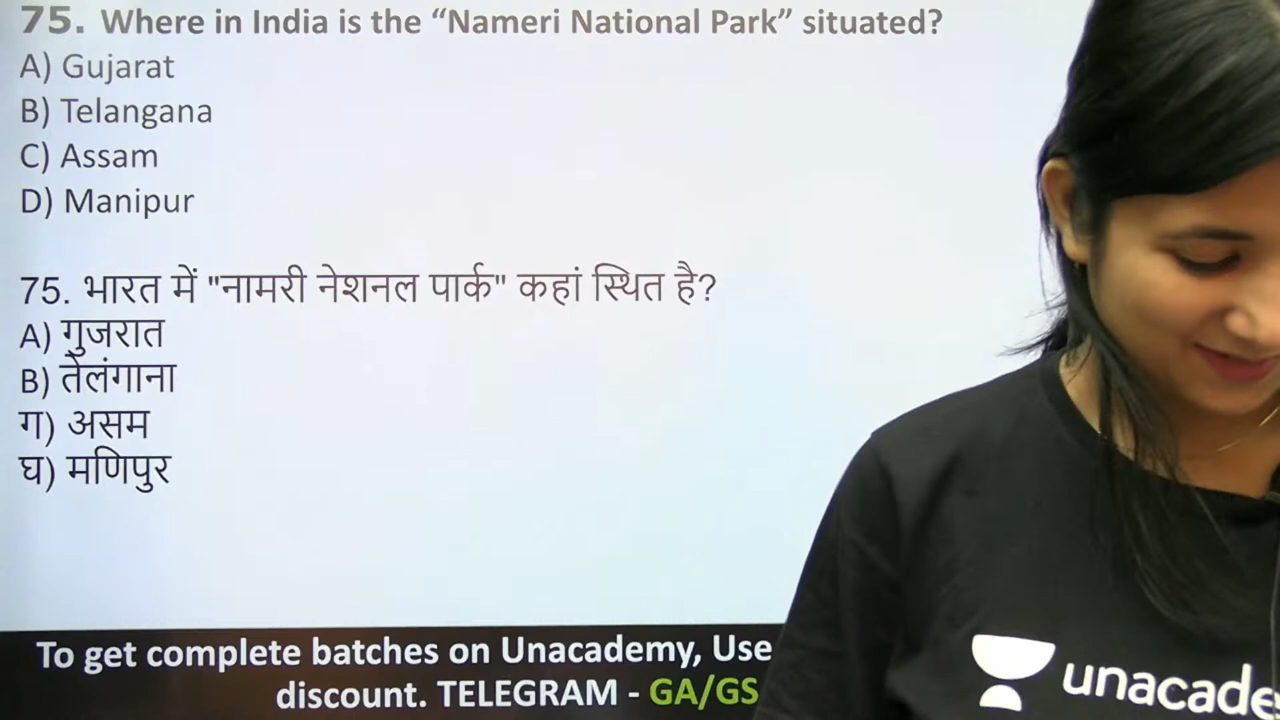 75. Where in India is the “Nameri National Park” situated?
A) Gujarat
B) Telangana
C) Assam
D) Manipur
75. भारत में "नामरी नेशनल पार्क" कहां स्थित है?
A) गुजरात
B) तेलंगाना
ग) असम
घ) मणिपुर
To get complete batches on Unacademy, Use
discount. TELEGRAM - GA/GS
unacade